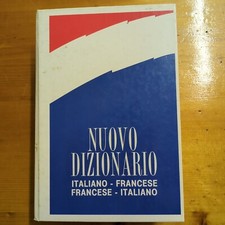 NUOVO
DIZIONARIO
ITALIANO - FRANCESE
FRANCESE - ITALIANO